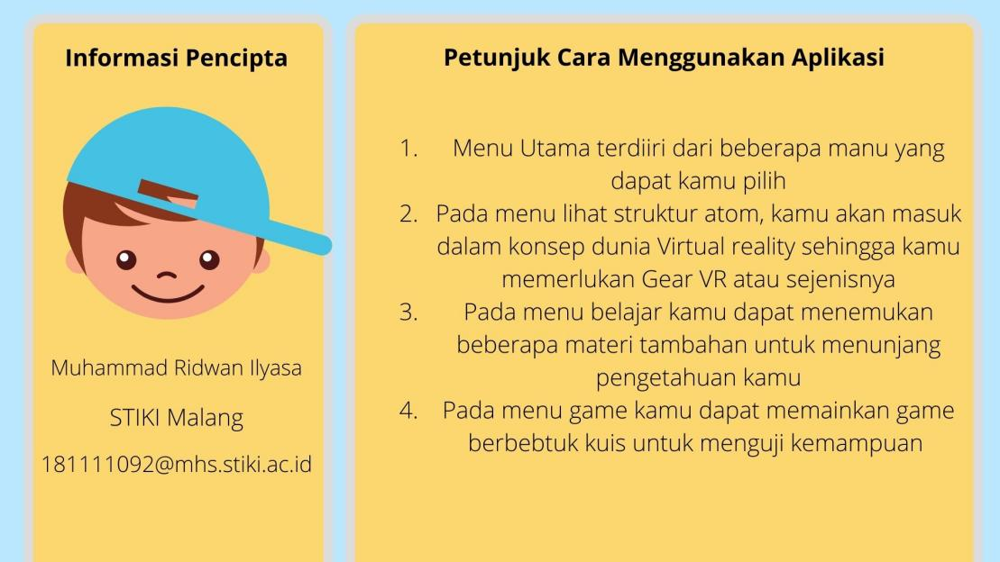 Informasi Pencipta
Muhammad Ridwan Ilyasa
STIKI Malang
181111092@mhs.stiki.ac.id
Petunjuk Cara Menggunakan Aplikasi
1. Menu Utama terdiiri dari beberapa manu yang
dapat kamu pilih
2. Pada menu lihat struktur atom, kamu akan masuk
dalam konsep dunia Virtual reality sehingga kamu
memerlukan Gear VR atau sejenisnya
3. Pada menu belajar kamu dapat menemukan
beberapa materi tambahan untuk menunjang
pengetahuan kamu
4. Pada menu game kamu dapat memainkan game
berbebtuk kuis untuk menguji kemampuan